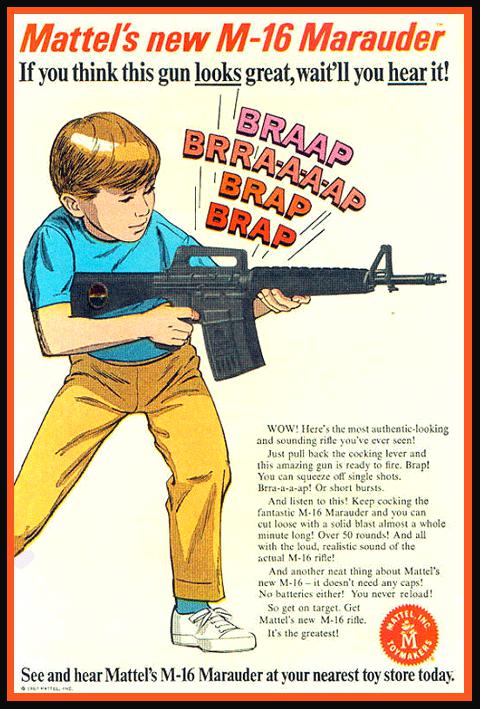 Mattel's new M-16 Marauder™
If you think this gun looks great, wait'll you hear it!
BRAAP
BRRA-A-A-AP
BRAP
BRAP
WOW! Here's the most authentic-looking
and sounding rifle you've ever seen!
Just pull back the cocking lever and
this amazing gun is ready to fire. Brap!
You can squeeze off single shots.
Brra-a-a-ap! Or short bursts.
And listen to this! Keep cocking the
fantastic M-16 Marauder and you can
cut loose with a solid blast almost a whole
minute long! Over 50 rounds! And all
with the loud, realistic sound of the
actual M-16 rifle!
And another neat thing about Mattel's
new M-16 – it doesn't need any caps!
No batteries either! You never reload!
So get on target. Get
Mattel's new M-16 rifle.
It's the greatest!
MATTEL, INC.
M
TOYMAKERS
See and hear Mattel's M-16 Marauder at your nearest toy store today.
© 1967 MATTEL, INC.